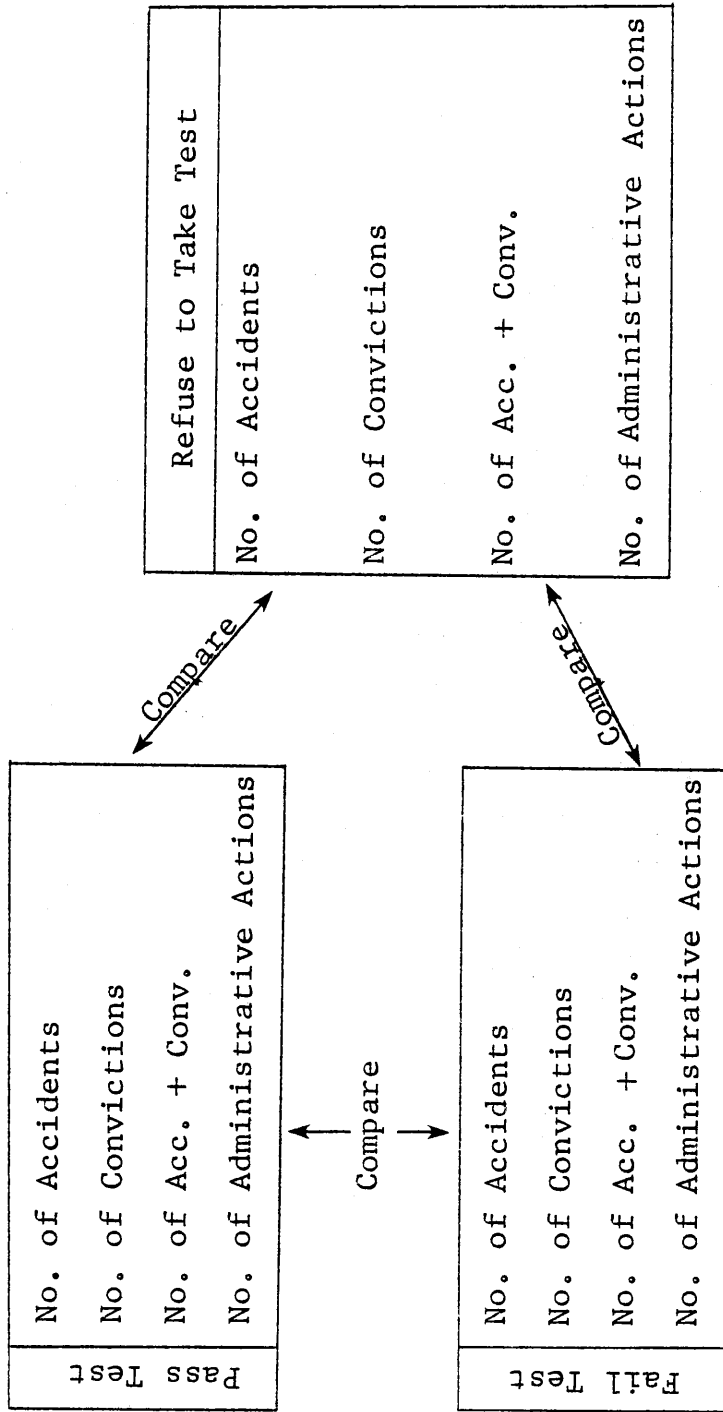 Pass Test
No. of Accidents
No. of Convictions
No. of Acc. + Conv.
No. of Administrative Actions
Compare
Fail Test
No. of Accidents
No. of Convictions
No. of Acc. + Conv.
No. of Administrative Actions
Compare
Compare
Refuse to Take Test
No. of Accidents
No. of Convictions
No. of Acc. + Conv.
No. of Administrative Actions